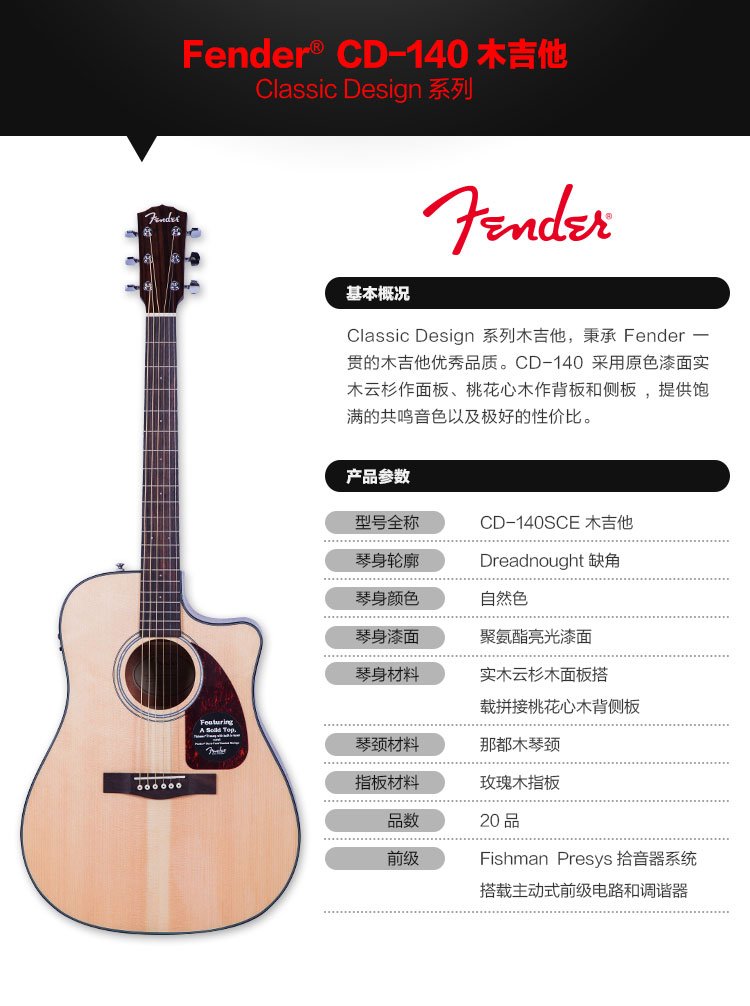 Fender® CD-140 木吉他
Classic Design 系列
Fender
Fender®
基本概况
Classic Design 系列木吉他，秉承 Fender 一
贯的木吉他优秀品质。CD-140 采用原色漆面实
木云杉作面板、桃花心木作背板和侧板 ，提供饱
满的共鸣音色以及极好的性价比。
产品参数
型号全称 CD-140SCE 木吉他
琴身轮廓 Dreadnought 缺角
琴身颜色 自然色
琴身漆面 聚氨酯亮光漆面
琴身材料 实木云杉木面板搭
载拼接桃花心木背侧板
琴颈材料 那都木琴颈
指板材料 玫瑰木指板
品数 20 品
前级 Fishman Presys 拾音器系统
搭载主动式前级电路和调谐器
Featuring
A Solid Top,
Fender